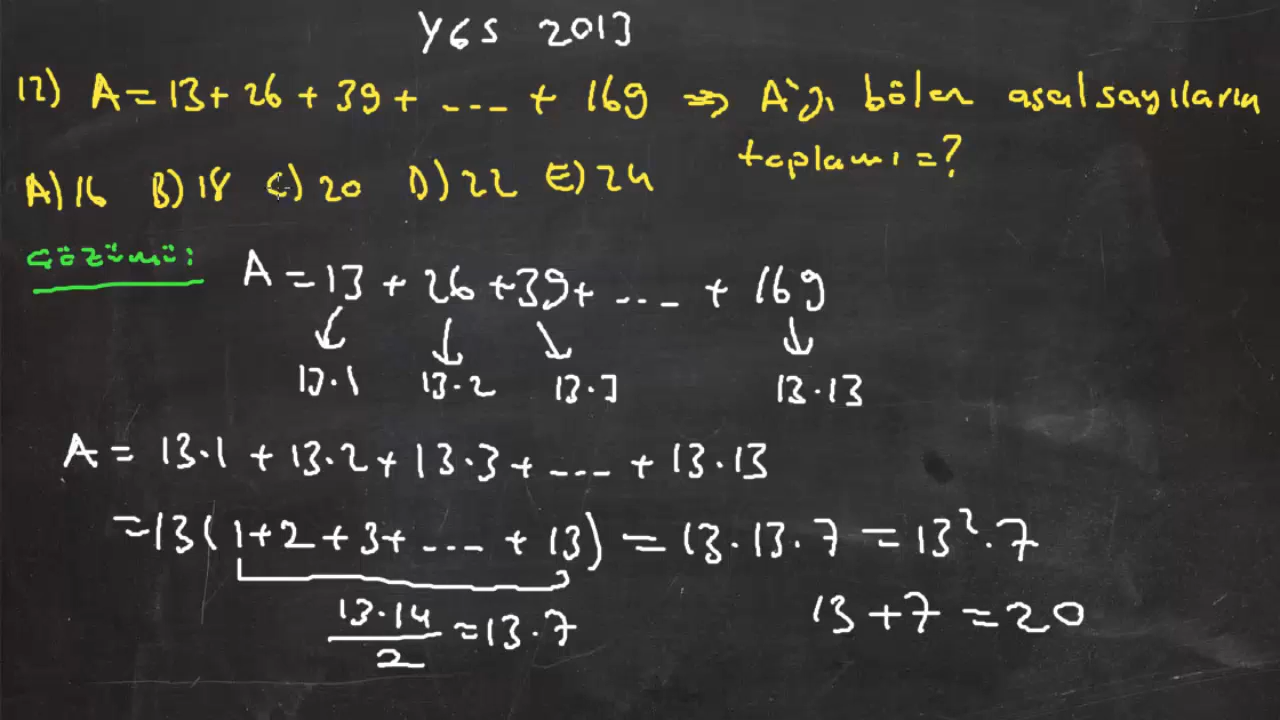 YGS 2013
12) A = 13 + 26 + 39 + --- + 169 => A'yı bölen asal sayıların
toplamı = ?
A) 16 B) 18 C) 20 D) 22 E) 24
Çözümü:
A = 13 + 26 + 39 + --- + 169
13.1 13.2 13.3 13.13
A = 13.1 + 13.2 + 13.3 + --- + 13.13
= 13(1+2+3+ --- + 13) = 13.13.7 = 13².7
13.14/2 = 13.7
13 + 7 = 20